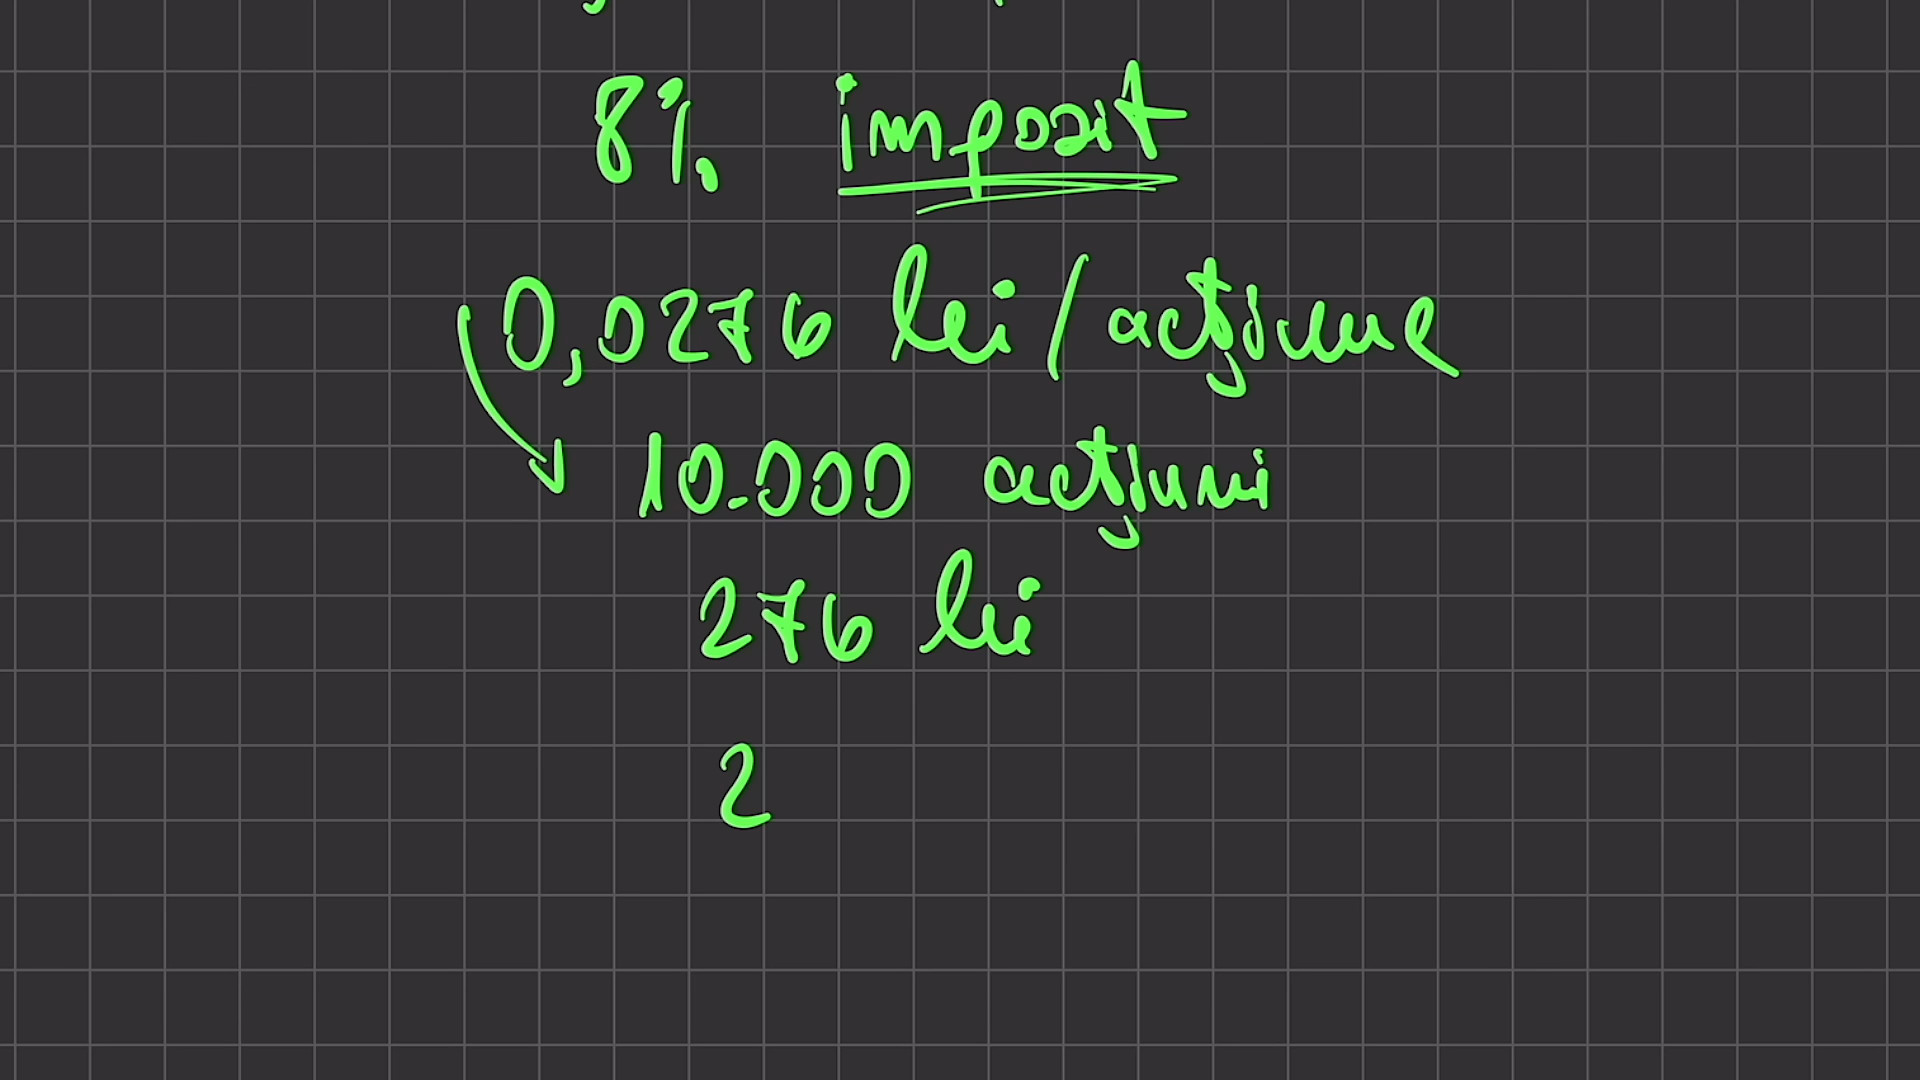 8% impozit
0,0276 lei/acțiune
10.000 acțiuni
276 lei
2